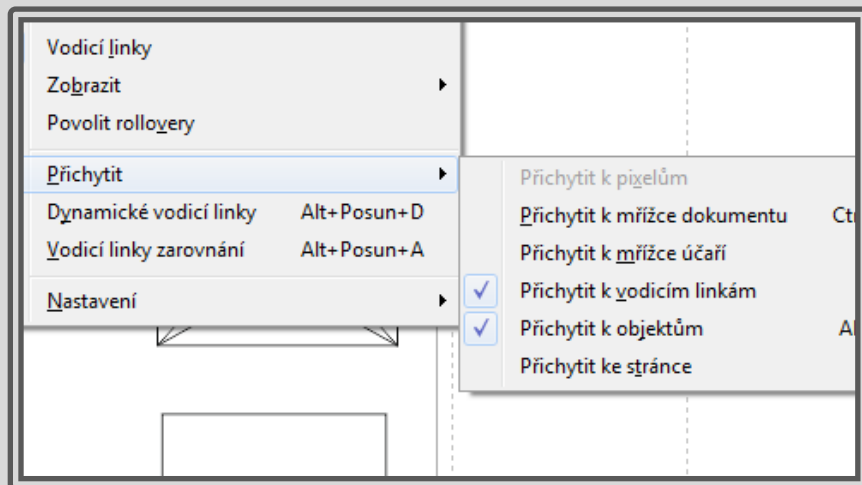 Vodicí linky
Zobrazit
Povolit rollovery
Přichytit
Dynamické vodicí linky Alt+Posun+D
Vodicí linky zarovnání Alt+Posun+A
Nastavení
Přichytit k pixelům
Přichytit k mřížce dokumentu
Přichytit k mřížce účaří
Přichytit k vodicím linkám
Přichytit k objektům
Přichytit ke stránce